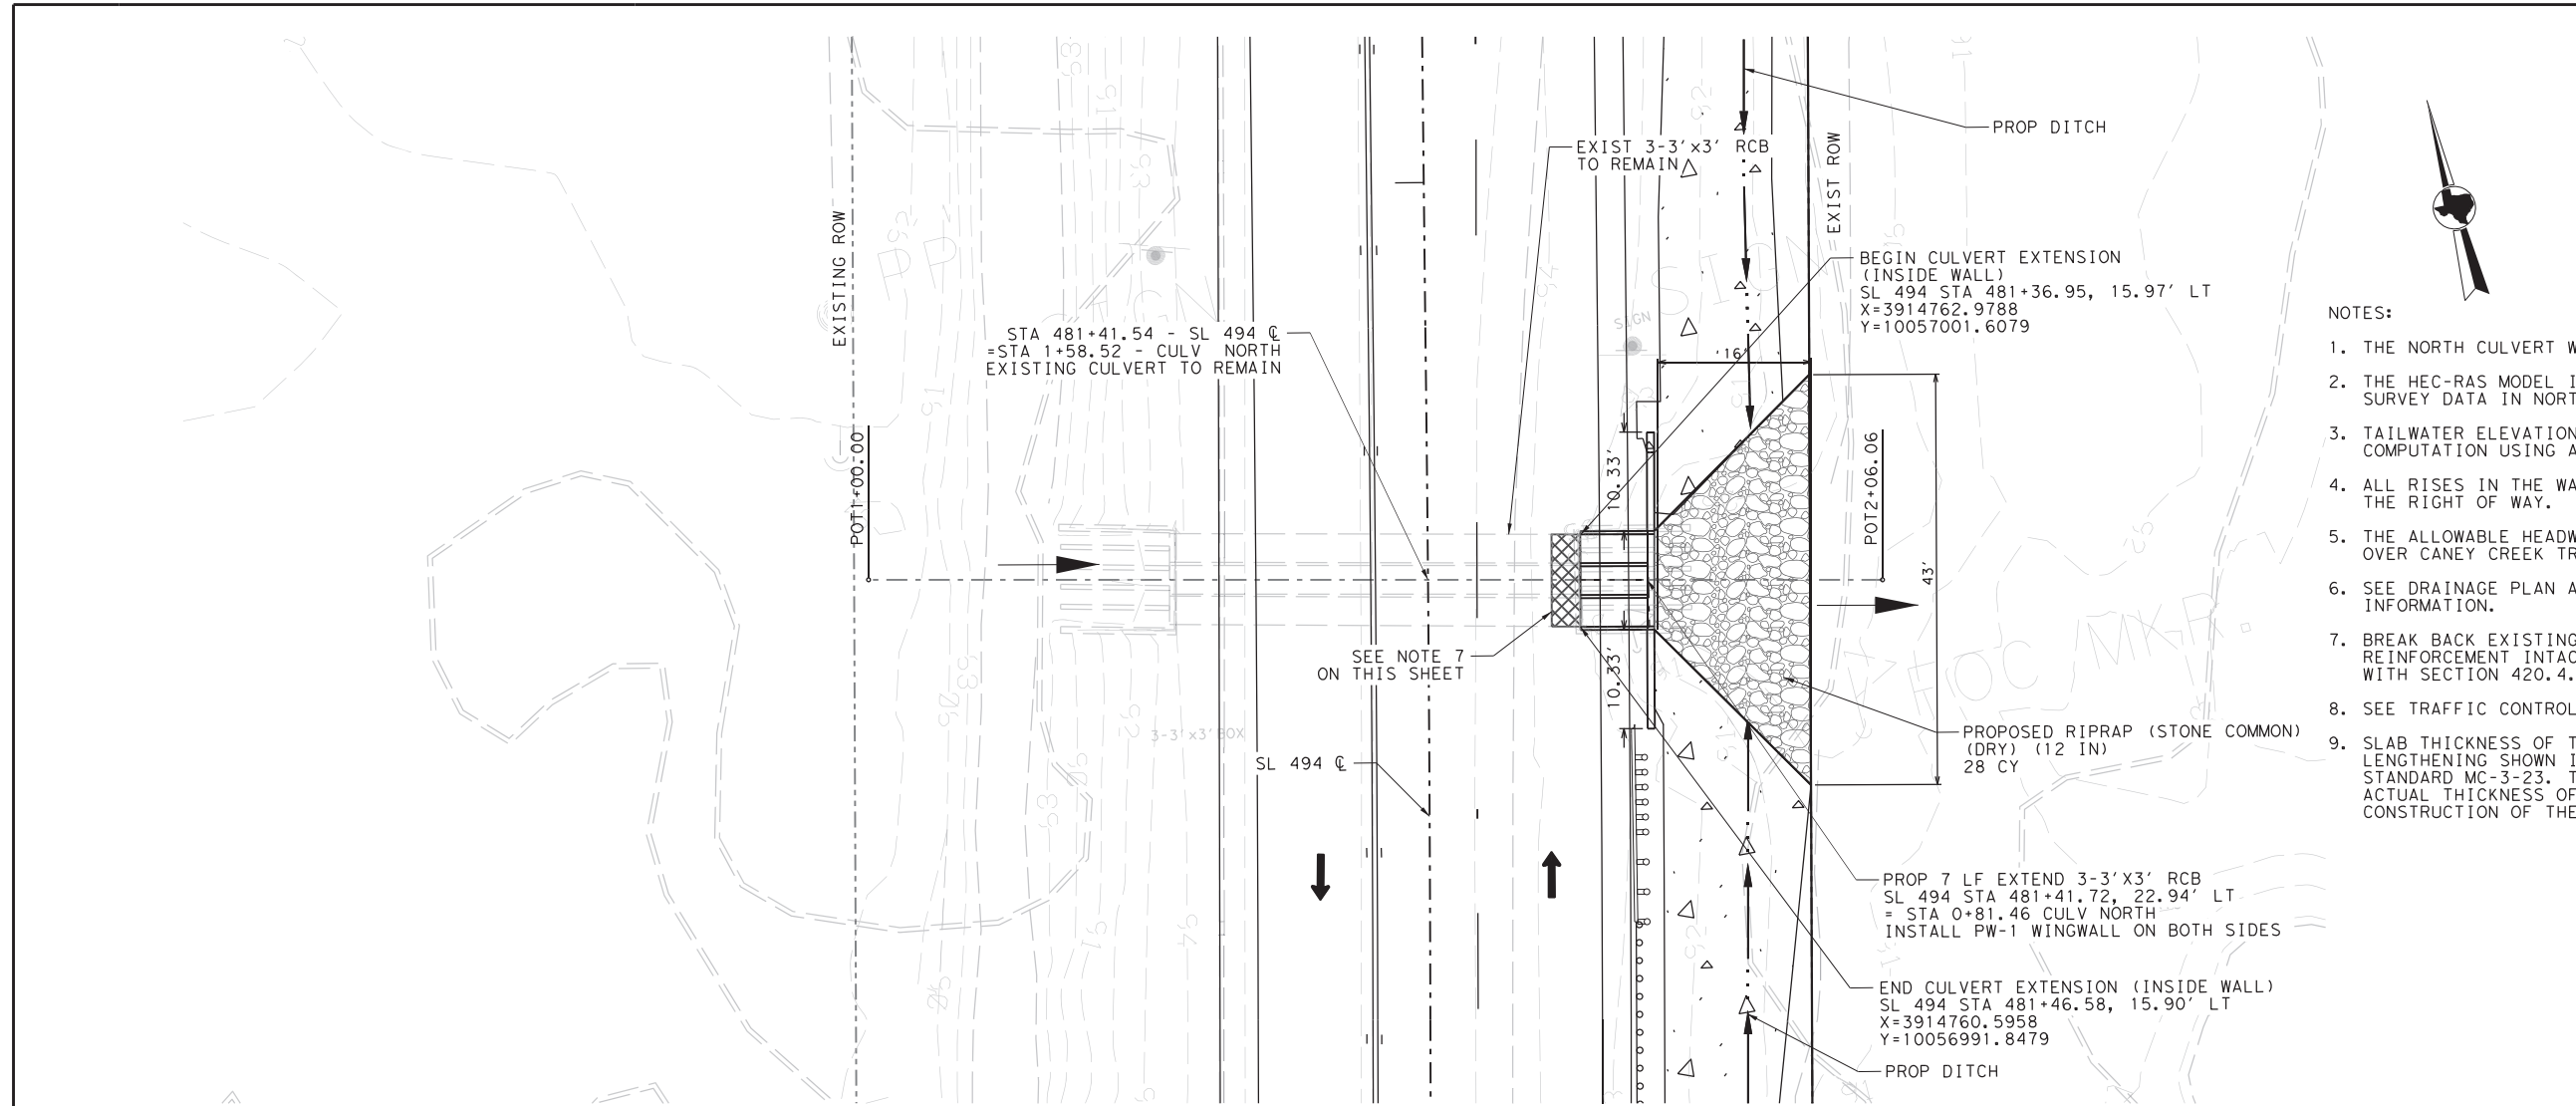 PROP DITCH
EXIST 3-3'x3' RCB
TO REMAIN
EXIST ROW
EXISTING ROW
BEGIN CULVERT EXTENSION
(INSIDE WALL)
SL 494 STA 481+36.95, 15.97' LT
X=3914762.9788
Y=10057001.6079
STA 481+41.54 - SL 494 ℄
=STA 1+58.52 - CULV NORTH
EXISTING CULVERT TO REMAIN
PP
SIGN
SIGN
16'
10.33'
POT1+00.00
POT2+06.06
43'
10.33'
SEE NOTE 7
ON THIS SHEET
3-3'x3' BOX
SL 494 ℄
FOC MKR.
PROPOSED RIPRAP (STONE COMMON)
(DRY) (12 IN)
28 CY
PROP 7 LF EXTEND 3-3'X3' RCB
SL 494 STA 481+41.72, 22.94' LT
= STA 0+81.46 CULV NORTH
INSTALL PW-1 WINGWALL ON BOTH SIDES
END CULVERT EXTENSION (INSIDE WALL)
SL 494 STA 481+46.58, 15.90' LT
X=3914760.5958
Y=10056991.8479
PROP DITCH
NOTES:
1. THE NORTH CULVERT W
2. THE HEC-RAS MODEL I
SURVEY DATA IN NORT
3. TAILWATER ELEVATION
COMPUTATION USING A
4. ALL RISES IN THE WA
THE RIGHT OF WAY.
5. THE ALLOWABLE HEADW
OVER CANEY CREEK TR
6. SEE DRAINAGE PLAN A
INFORMATION.
7. BREAK BACK EXISTING
REINFORCEMENT INTAC
WITH SECTION 420.4.
8. SEE TRAFFIC CONTROL
9. SLAB THICKNESS OF T
LENGTHENING SHOWN I
STANDARD MC-3-23. T
ACTUAL THICKNESS OF
CONSTRUCTION OF THE